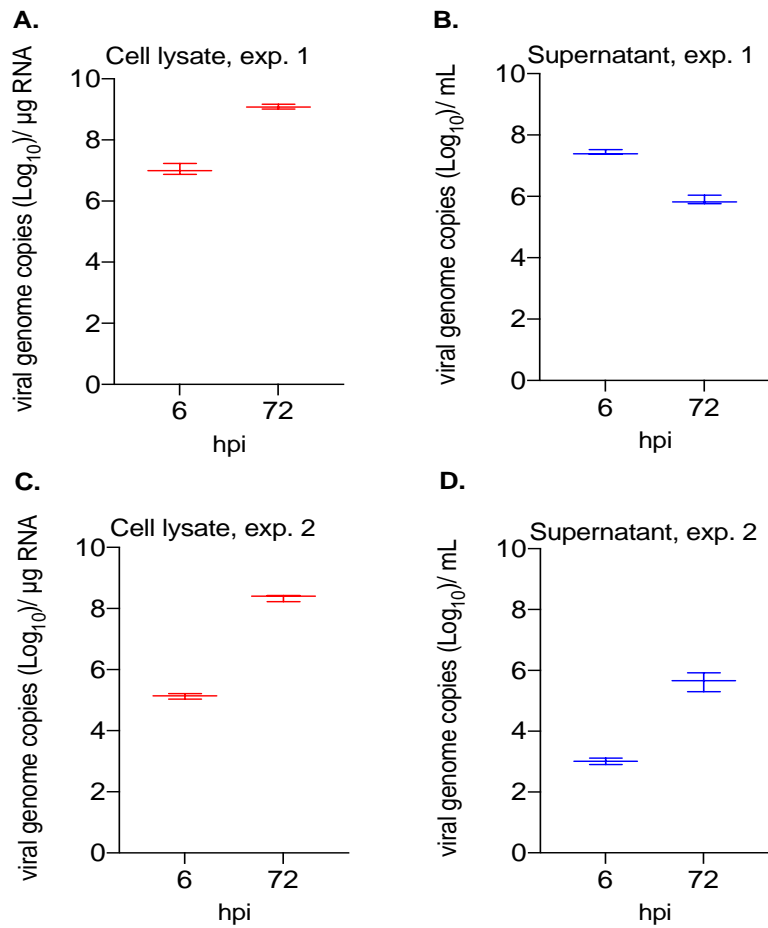 A.
Cell lysate, exp. 1
viral genome copies (Log10)/ µg RNA
10
8
6
4
2
0
6 72
hpi
B.
Supernatant, exp. 1
viral genome copies (Log10)/ mL
10
8
6
4
2
0
6 72
hpi
C.
Cell lysate, exp. 2
viral genome copies (Log10)/ µg RNA
10
8
6
4
2
0
6 72
hpi
D.
Supernatant, exp. 2
viral genome copies (Log10)/ mL
10
8
6
4
2
0
6 72
hpi